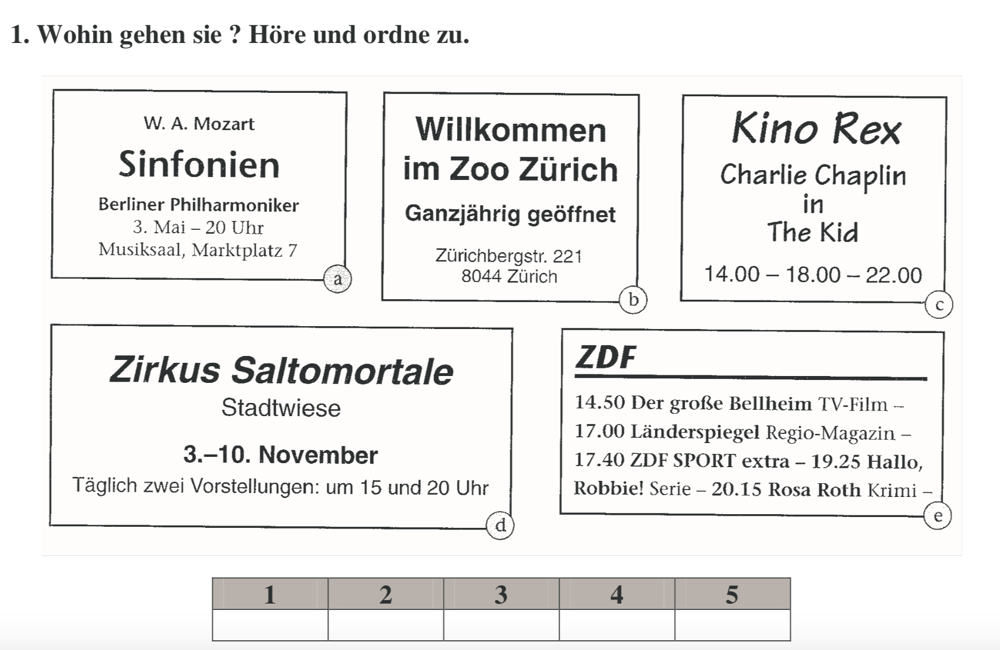 1. Wohin gehen sie ? Höre und ordne zu.
W. A. Mozart
Sinfonien
Berliner Philharmoniker
3. Mai – 20 Uhr
Musiksaal, Marktplatz 7
a
Willkommen
im Zoo Zürich
Ganzjährig geöffnet
Zürichbergstr. 221
8044 Zürich
b
Kino Rex
Charlie Chaplin
in
The Kid
14.00 – 18.00 – 22.00
c
Zirkus Saltomortale
Stadtwiese
3.–10. November
Täglich zwei Vorstellungen: um 15 und 20 Uhr
d
ZDF
14.50 Der große Bellheim TV-Film –
17.00 Länderspiegel Regio-Magazin –
17.40 ZDF SPORT extra – 19.25 Hallo,
Robbie! Serie – 20.15 Rosa Roth Krimi –
e
1 2 3 4 5